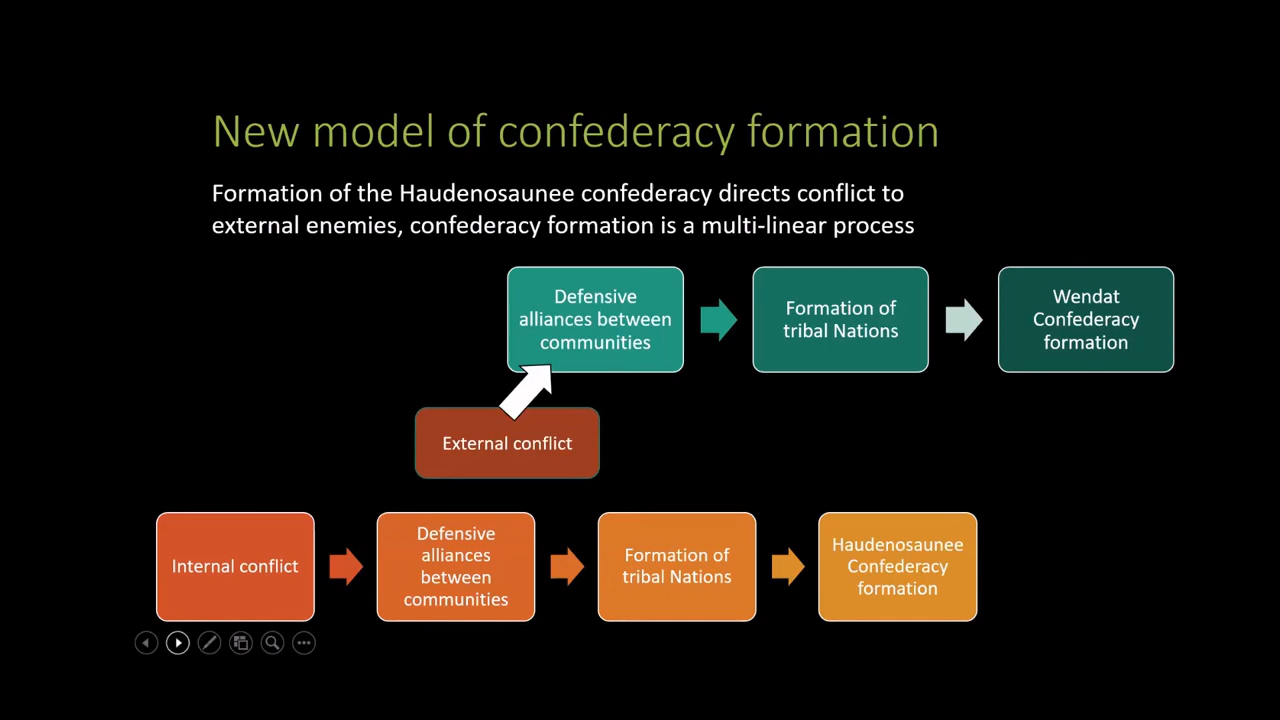 New model of confederacy formation
Formation of the Haudenosaunee confederacy directs conflict to
external enemies, confederacy formation is a multi-linear process
Defensive
alliances between
communities
Formation of
tribal Nations
Wendat
Confederacy
formation
External conflict
Internal conflict
Defensive
alliances
between
communities
Formation of
tribal Nations
Haudenosaunee
Confederacy
formation